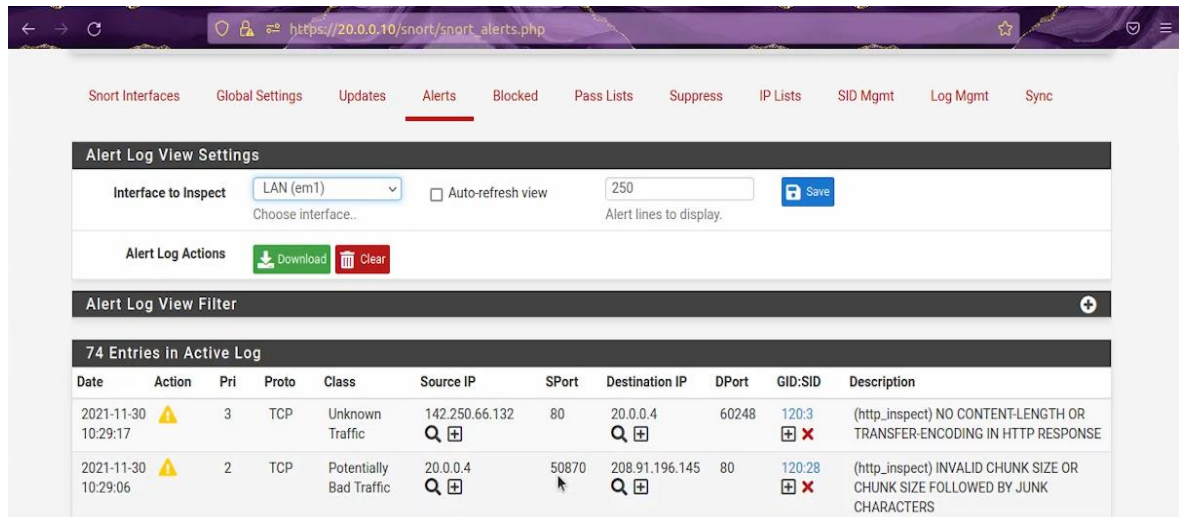 https://20.0.0.10/snort/snort_alerts.php
Snort Interfaces Global Settings Updates Alerts Blocked Pass Lists Suppress IP Lists SID Mgmt Log Mgmt Sync
Alert Log View Settings
Interface to Inspect LAN (em1) Auto-refresh view 250 Save
Choose interface.. Alert lines to display.
Alert Log Actions Download Clear
Alert Log View Filter
74 Entries in Active Log
Date Action Pri Proto Class Source IP SPort Destination IP DPort GID:SID Description
2021-11-30 3 TCP Unknown 142.250.66.132 80 20.0.0.4 60248 120:3 (http_inspect) NO CONTENT-LENGTH OR
10:29:17 Traffic TRANSFER-ENCODING IN HTTP RESPONSE
2021-11-30 2 TCP Potentially 20.0.0.4 50870 208.91.196.145 80 120:28 (http_inspect) INVALID CHUNK SIZE OR
10:29:06 Bad Traffic CHUNK SIZE FOLLOWED BY JUNK
CHARACTERS